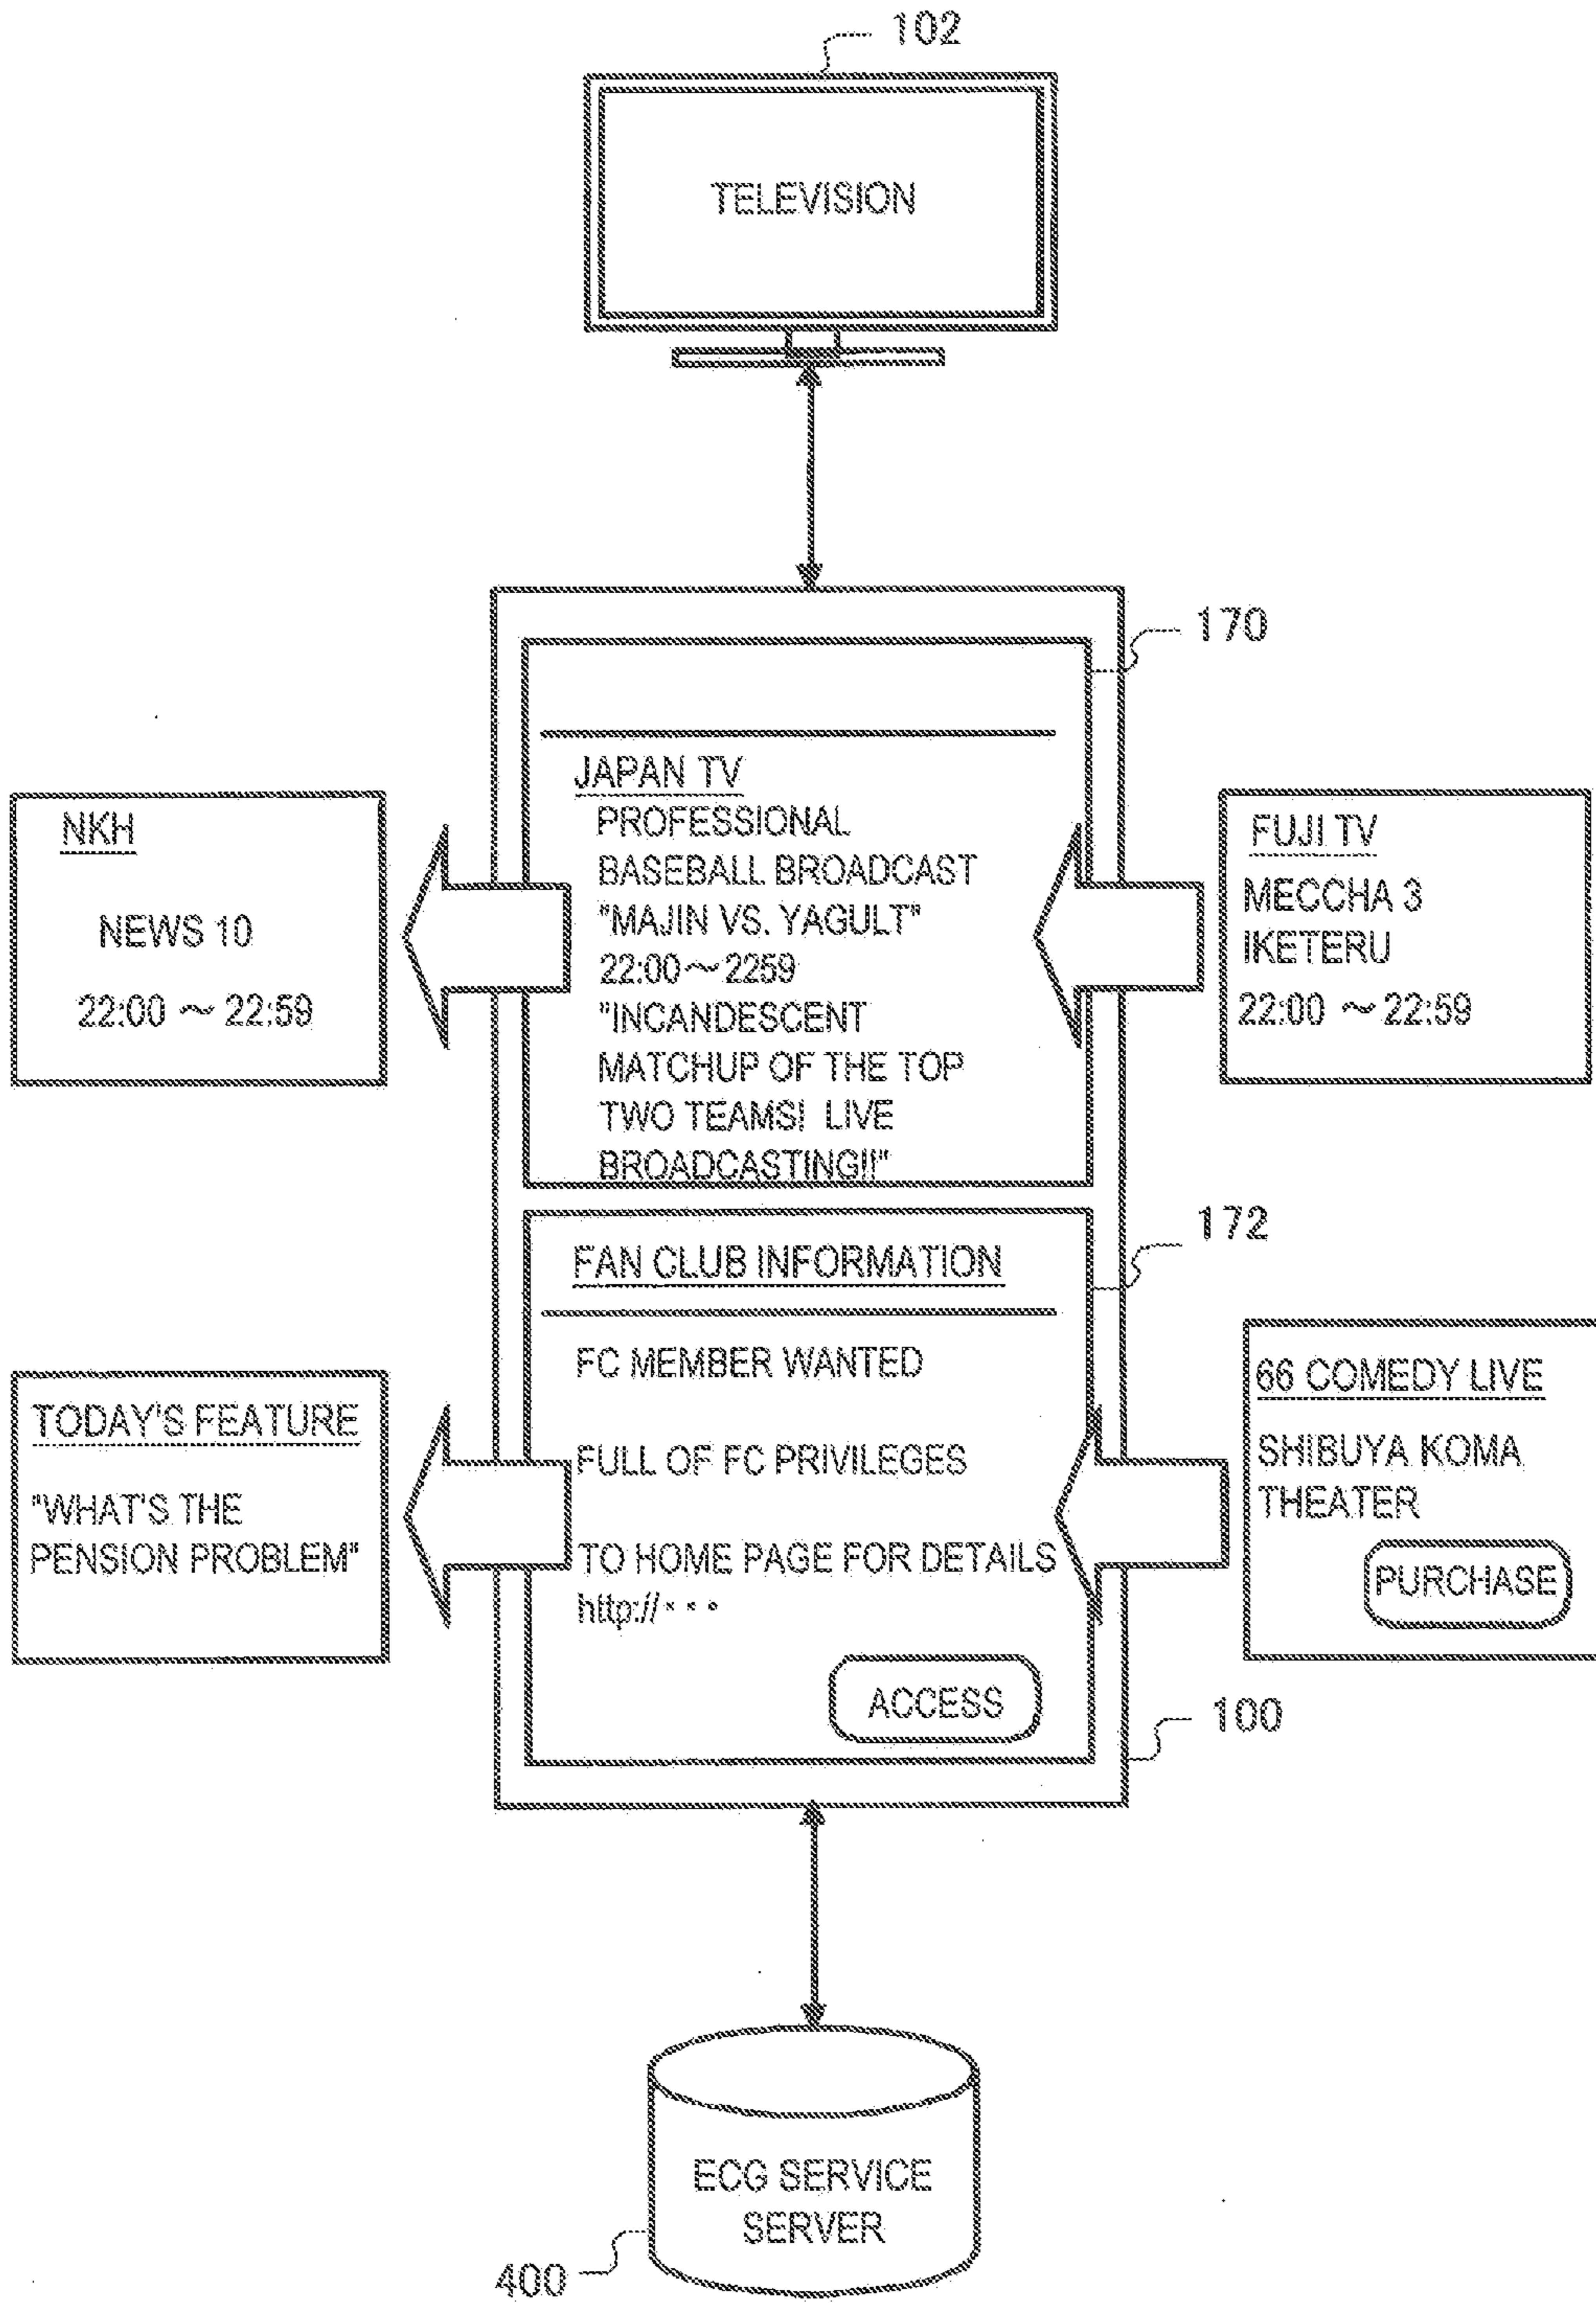 102
TELEVISION
170
JAPAN TV
PROFESSIONAL
BASEBALL BROADCAST
"MAJIN VS. YAGULT"
22:00～2259
"INCANDESCENT
MATCHUP OF THE TOP
TWO TEAMS! LIVE
BROADCASTING!!"
NKH
NEWS 10
22:00 ～ 22:59
FUJI TV
MECCHA 3
IKETERU
22:00 ～ 22:59
172
FAN CLUB INFORMATION
FC MEMBER WANTED
FULL OF FC PRIVILEGES
TO HOME PAGE FOR DETAILS
http://・・・
ACCESS
TODAY'S FEATURE
"WHAT'S THE
PENSION PROBLEM"
66 COMEDY LIVE
SHIBUYA KOMA
THEATER
PURCHASE
100
ECG SERVICE
SERVER
400